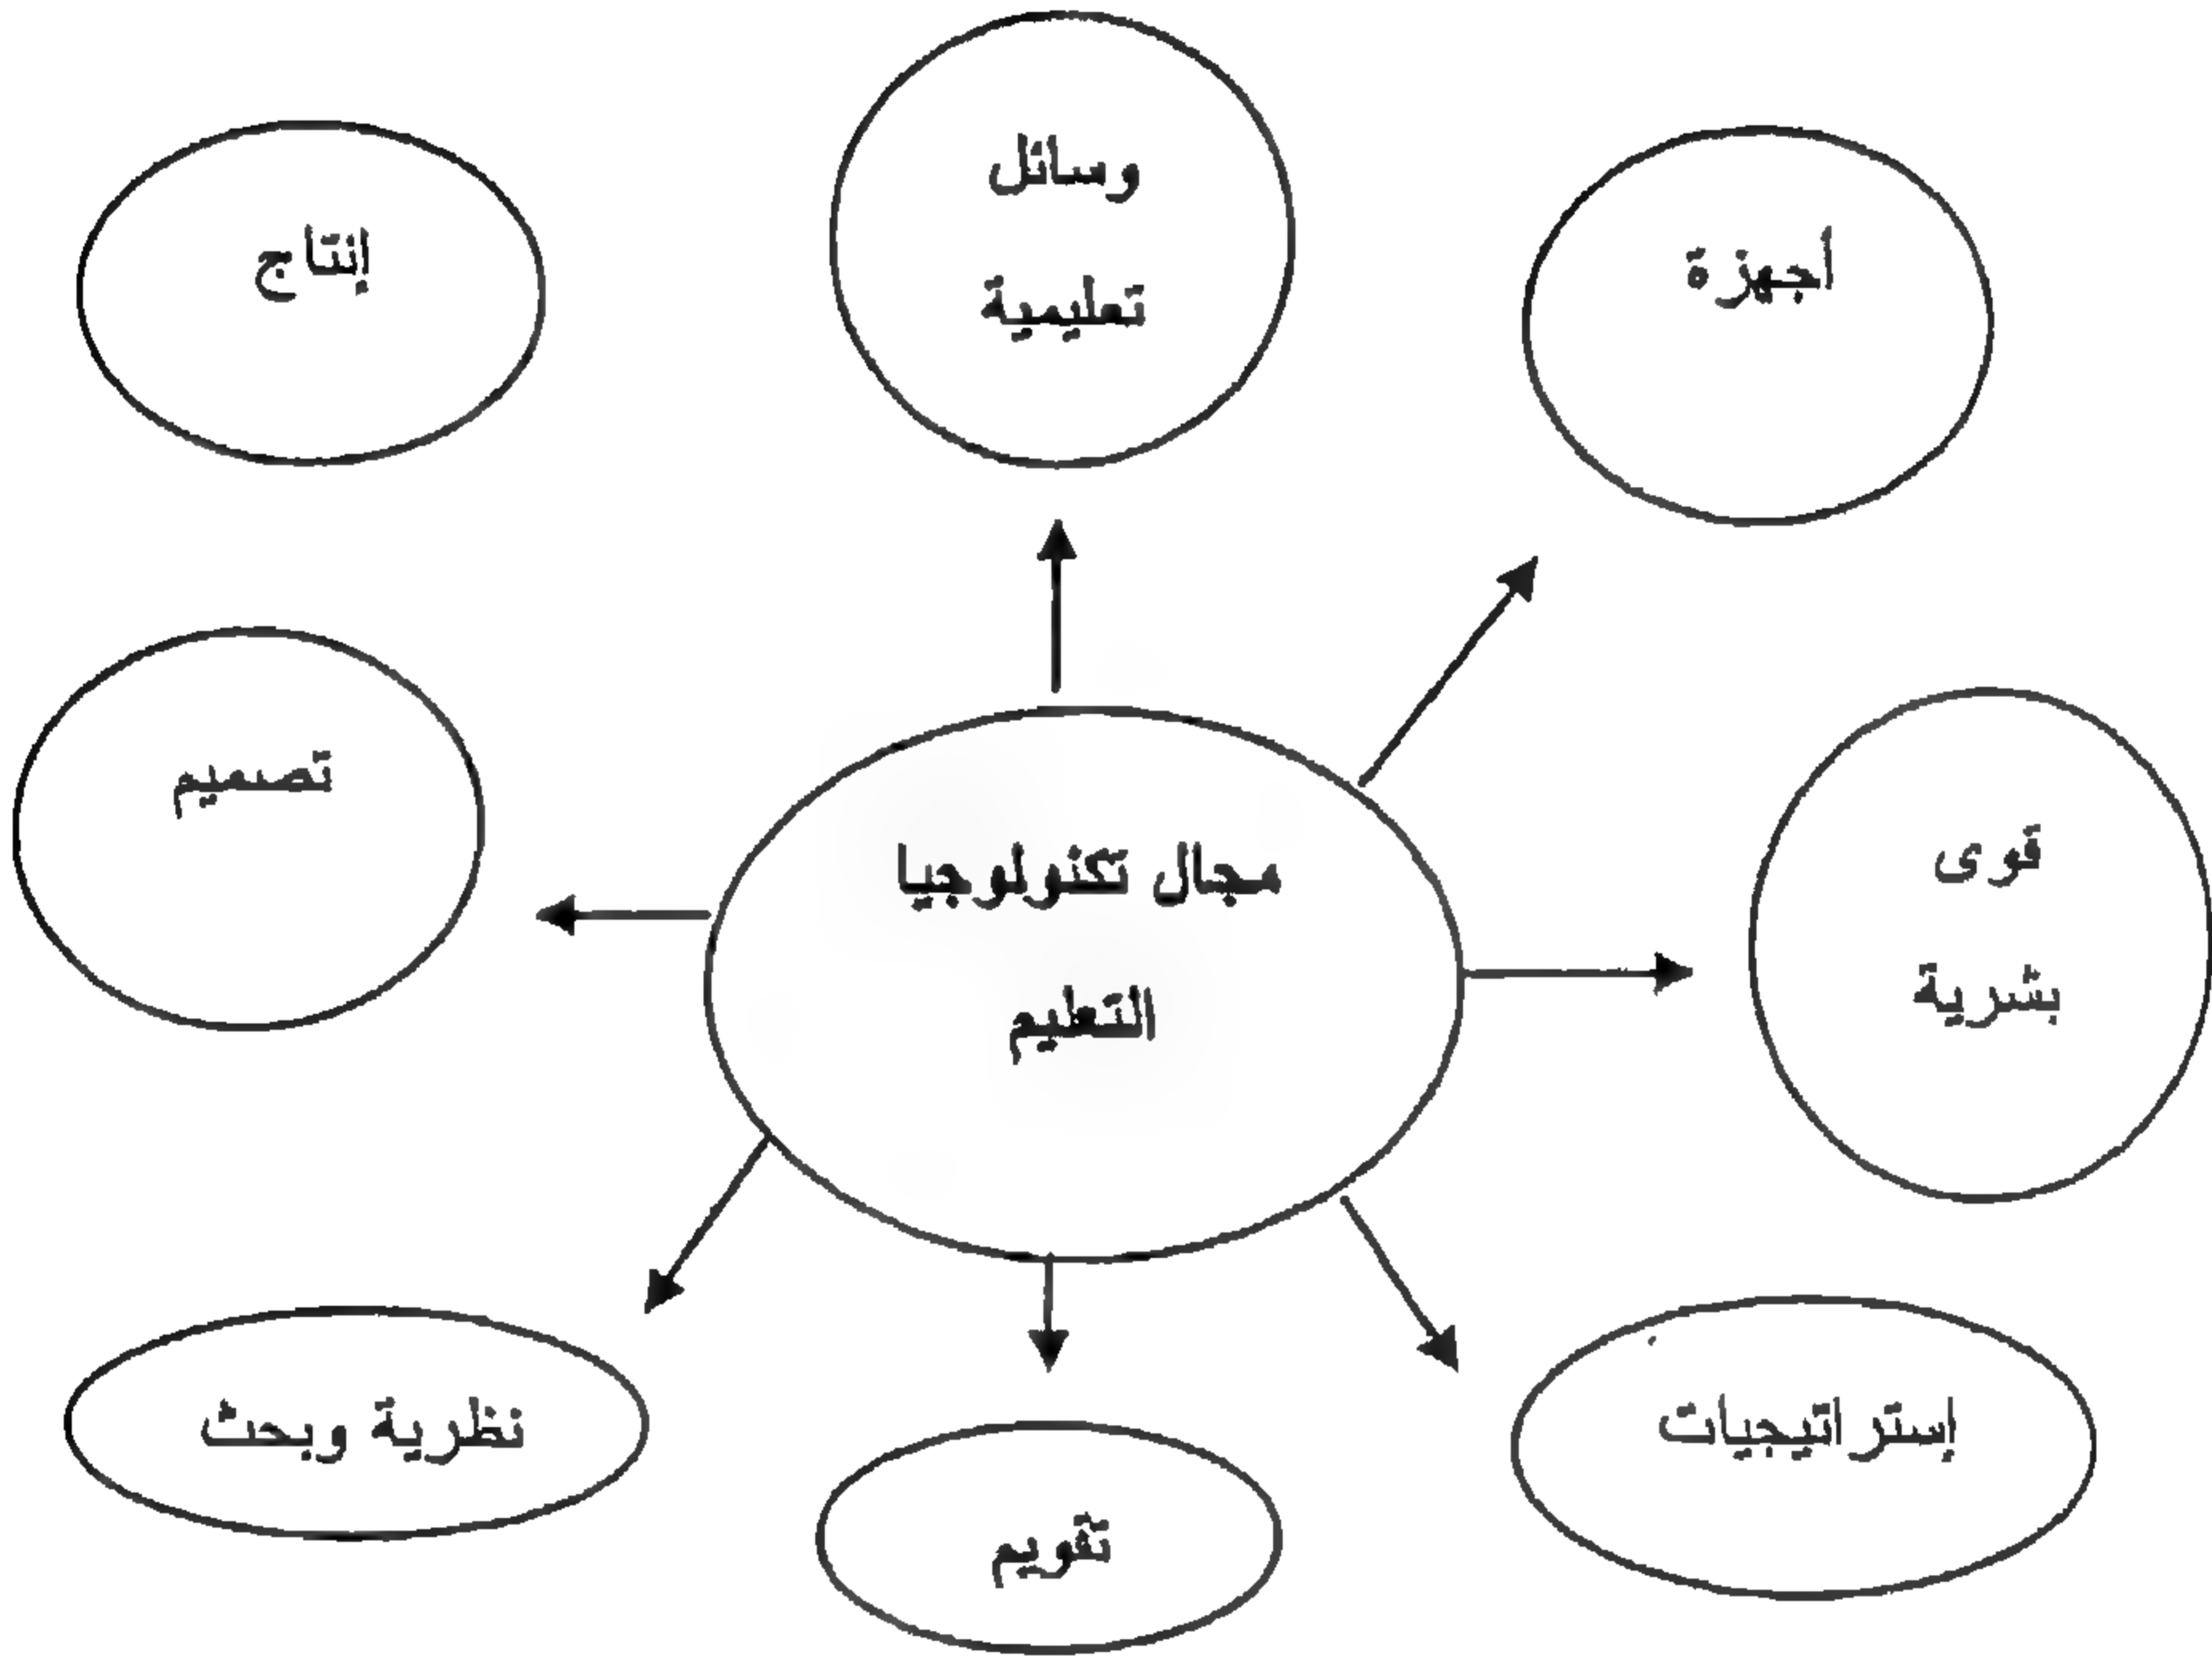 وسائل
تعليمية
أجهزة
إنتاج
تصميم
مجال تكنولوجيا
التعليم
قوى
بشرية
إستراتيجيات
تقويم
نظرية وبحث